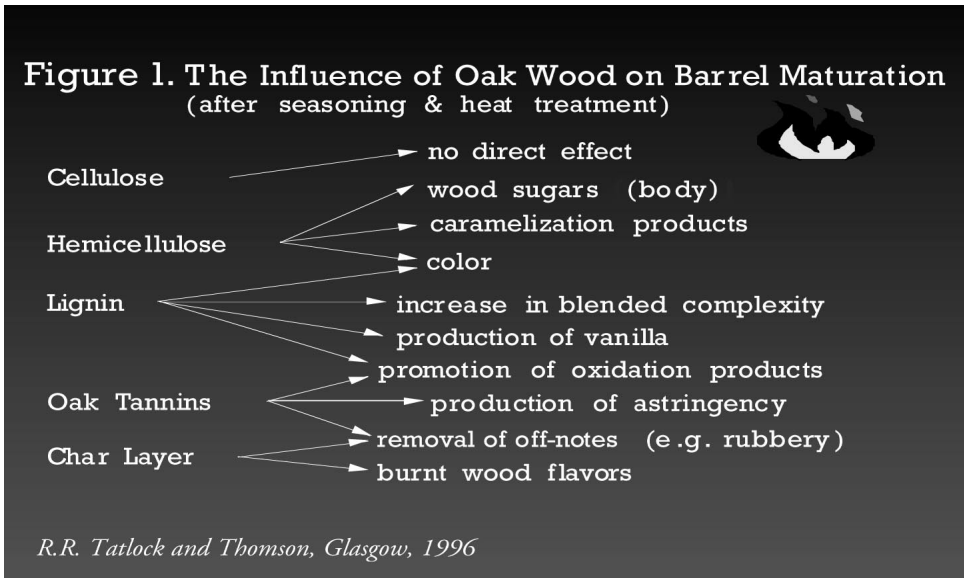 Figure 1. The Influence of Oak Wood on Barrel Maturation
(after seasoning & heat treatment)
no direct effect
Cellulose
wood sugars (body)
caramelization products
Hemicellulose
color
Lignin
increase in blended complexity
production of vanilla
promotion of oxidation products
Oak Tannins
production of astringency
removal of off-notes (e.g. rubbery)
Char Layer
burnt wood flavors
R.R. Tatlock and Thomson, Glasgow, 1996